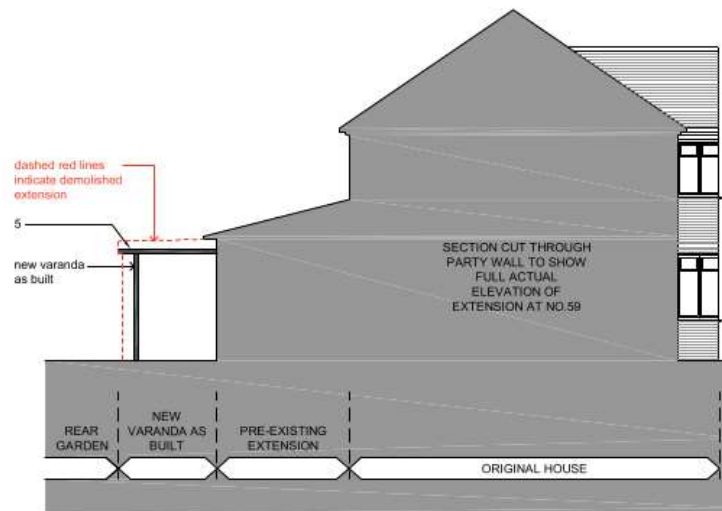 dashed red lines
indicate demolished
extension
5
new varanda
as built
SECTION CUT THROUGH
PARTY WALL TO SHOW
FULL ACTUAL
ELEVATION OF
EXTENSION AT NO.59
REAR
GARDEN
NEW
VARANDA AS
BUILT
PRE-EXISTING
EXTENSION
ORIGINAL HOUSE